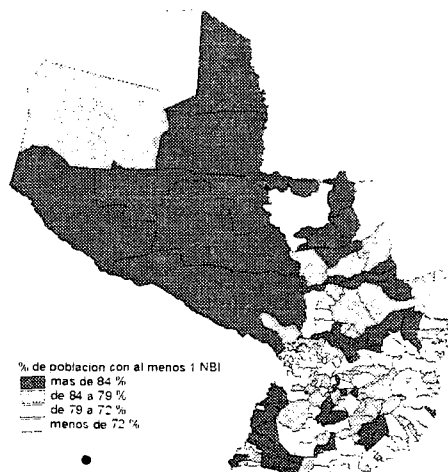 % de poblacion con al menos 1 NBI
mas de 84 %
de 84 a 79 %
de 79 a 72 %
menos de 72 %